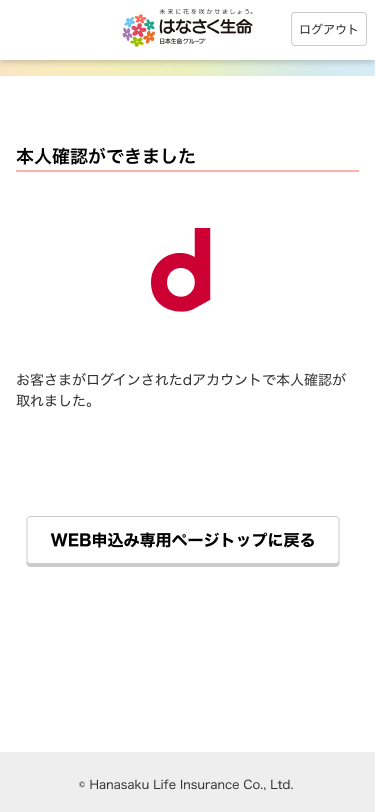 未来に花を咲かせましょう。
はなさく生命
日本生命グループ
ログアウト
本人確認ができました
d
お客さまがログインされたdアカウントで本人確認が
取れました。
WEB申込み専用ページトップに戻る
© Hanasaku Life Insurance Co., Ltd.